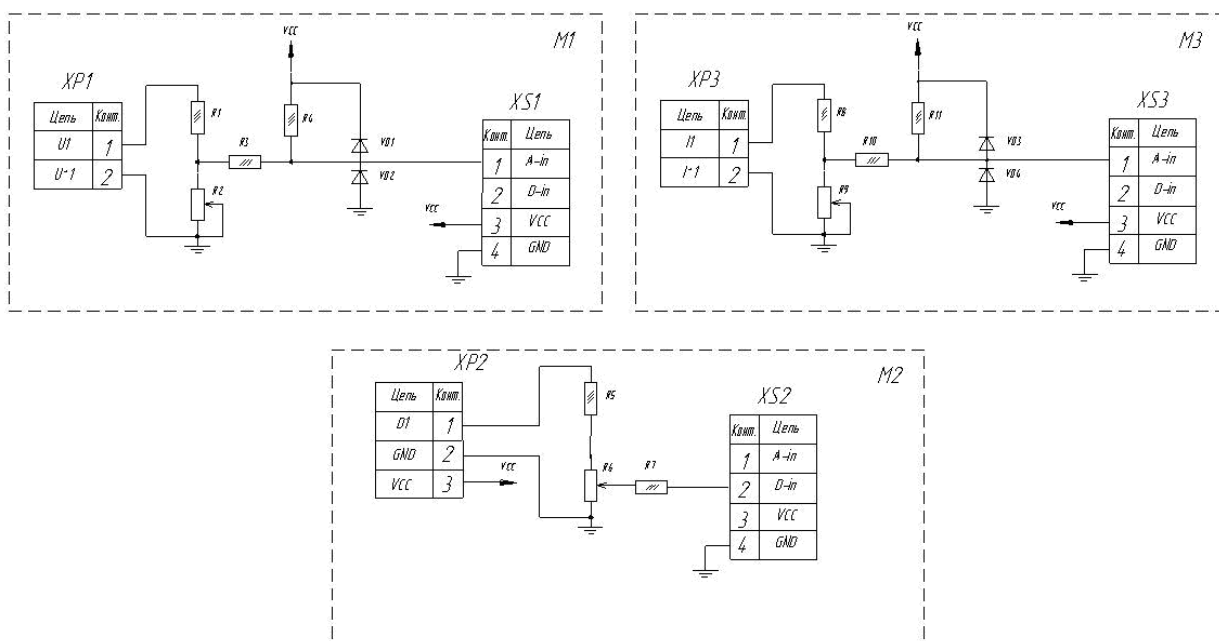 VCC
M1
XP1
R1
R4
XS1
Цепь Конт.
U1 1
U-1 2
R3
VD1
VD2
R2
Конт. Цепь
1 A-in
2 D-in
VCC
3 VCC
4 GND
VCC
M3
XP3
R8
R11
XS3
Цепь Конт.
I1 1
I-1 2
R10
VD3
VD4
R9
Конт. Цепь
1 A-in
2 D-in
VCC
3 VCC
4 GND
XP2
M2
Цепь Конт.
D1 1
GND 2
VCC 3
VCC
R5
R6
R7
XS2
Конт. Цепь
1 A-in
2 D-in
3 VCC
4 GND